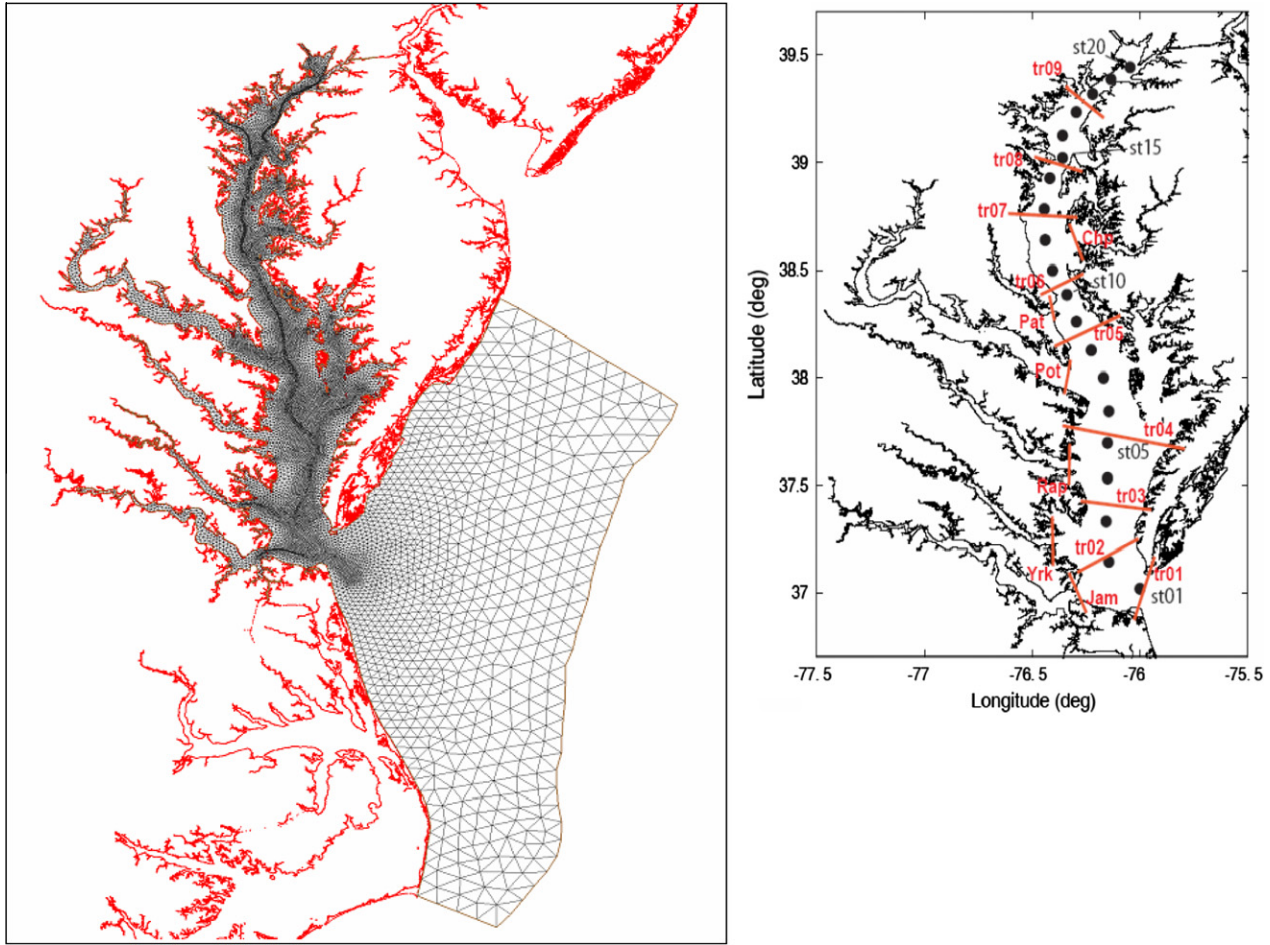 39.5
39
38.5
38
37.5
37
-77.5
-77
-76.5
-76
-75.5
Latitude (deg)
Longitude (deg)
st20
tr09
st15
tr08
tr07
Chp
tr06
st10
Pat
tr05
Pot
tr04
st05
Rap
tr03
tr02
Yrk
tr01
Jam
st01